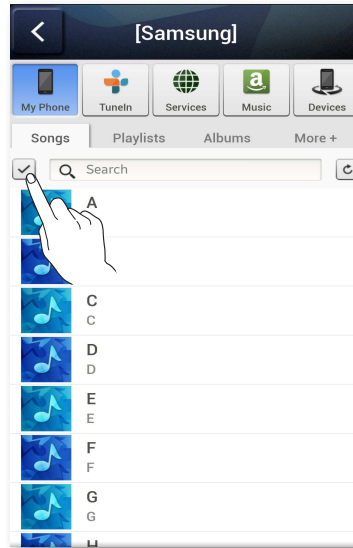 [Samsung]
My Phone TuneIn Services Music Devices
Songs Playlists Albums More +
Search
A
C
C
D
D
E
E
F
F
G
G
H